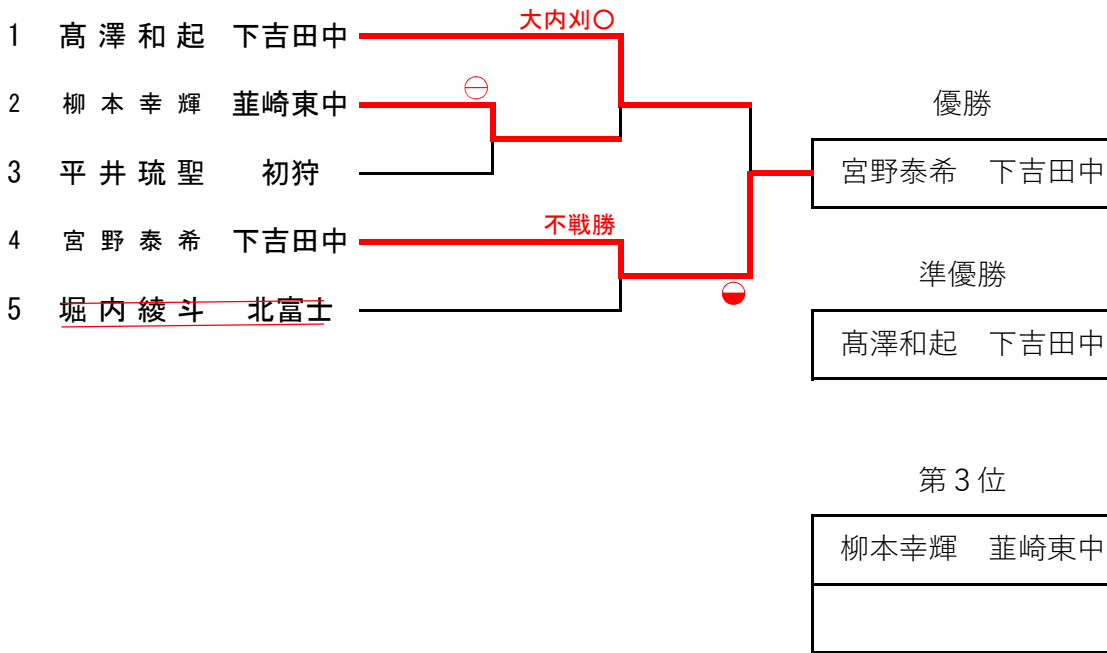 大内刈〇
1 髙澤和起 下吉田中
2 柳本幸輝 韮崎東中
3 平井琉聖 初狩
不戦勝
4 宮野泰希 下吉田中
5 堀内綾斗 北富士
優勝
宮野泰希 下吉田中
準優勝
髙澤和起 下吉田中
第3位
柳本幸輝 韮崎東中